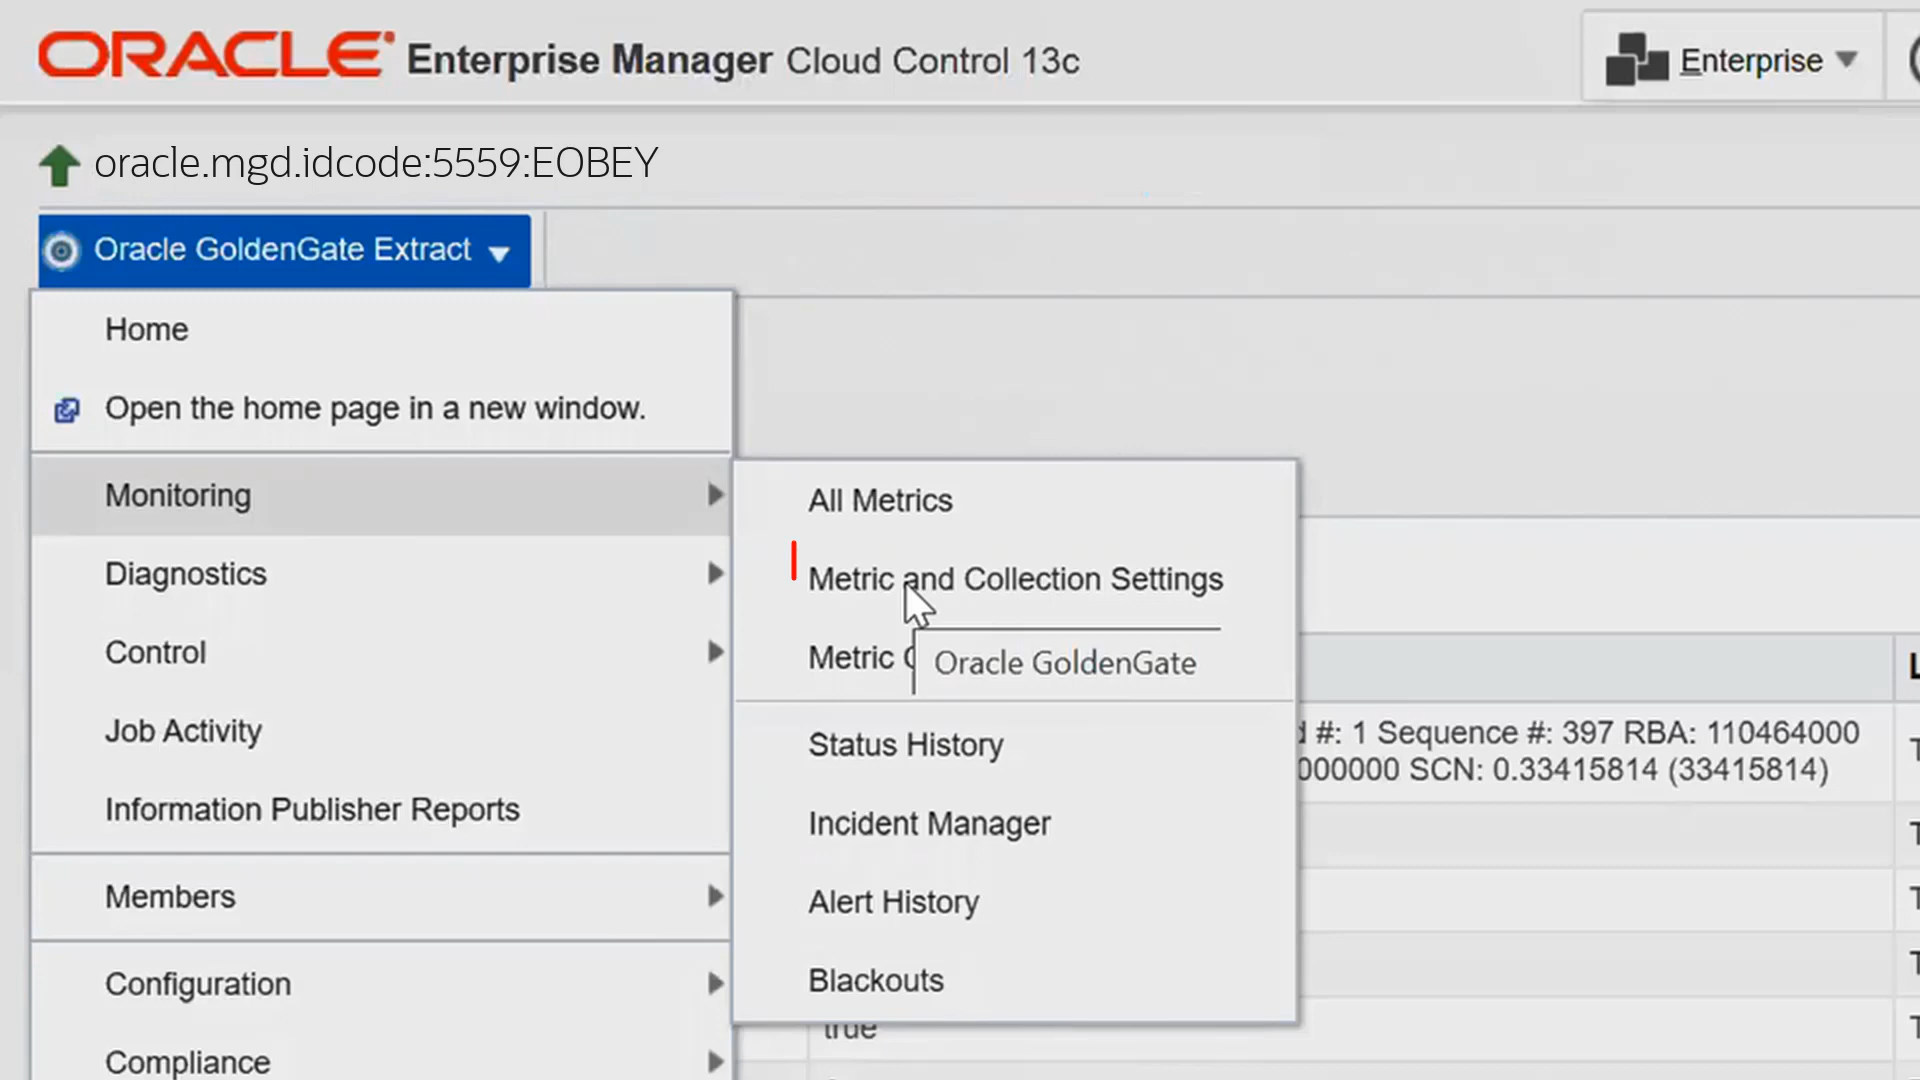 ORACLE Enterprise Manager Cloud Control 13c
Enterprise
oracle.mgd.idcode:5559:EOBEY
Oracle GoldenGate Extract
Home
Open the home page in a new window.
Monitoring
Diagnostics
Control
Job Activity
Information Publisher Reports
Members
Configuration
Compliance
All Metrics
Metric and Collection Settings
Metric
Oracle GoldenGate
Status History
Incident Manager
Alert History
Blackouts
#: 1 Sequence #: 397 RBA: 110464000
000000 SCN: 0.33415814 (33415814)
true